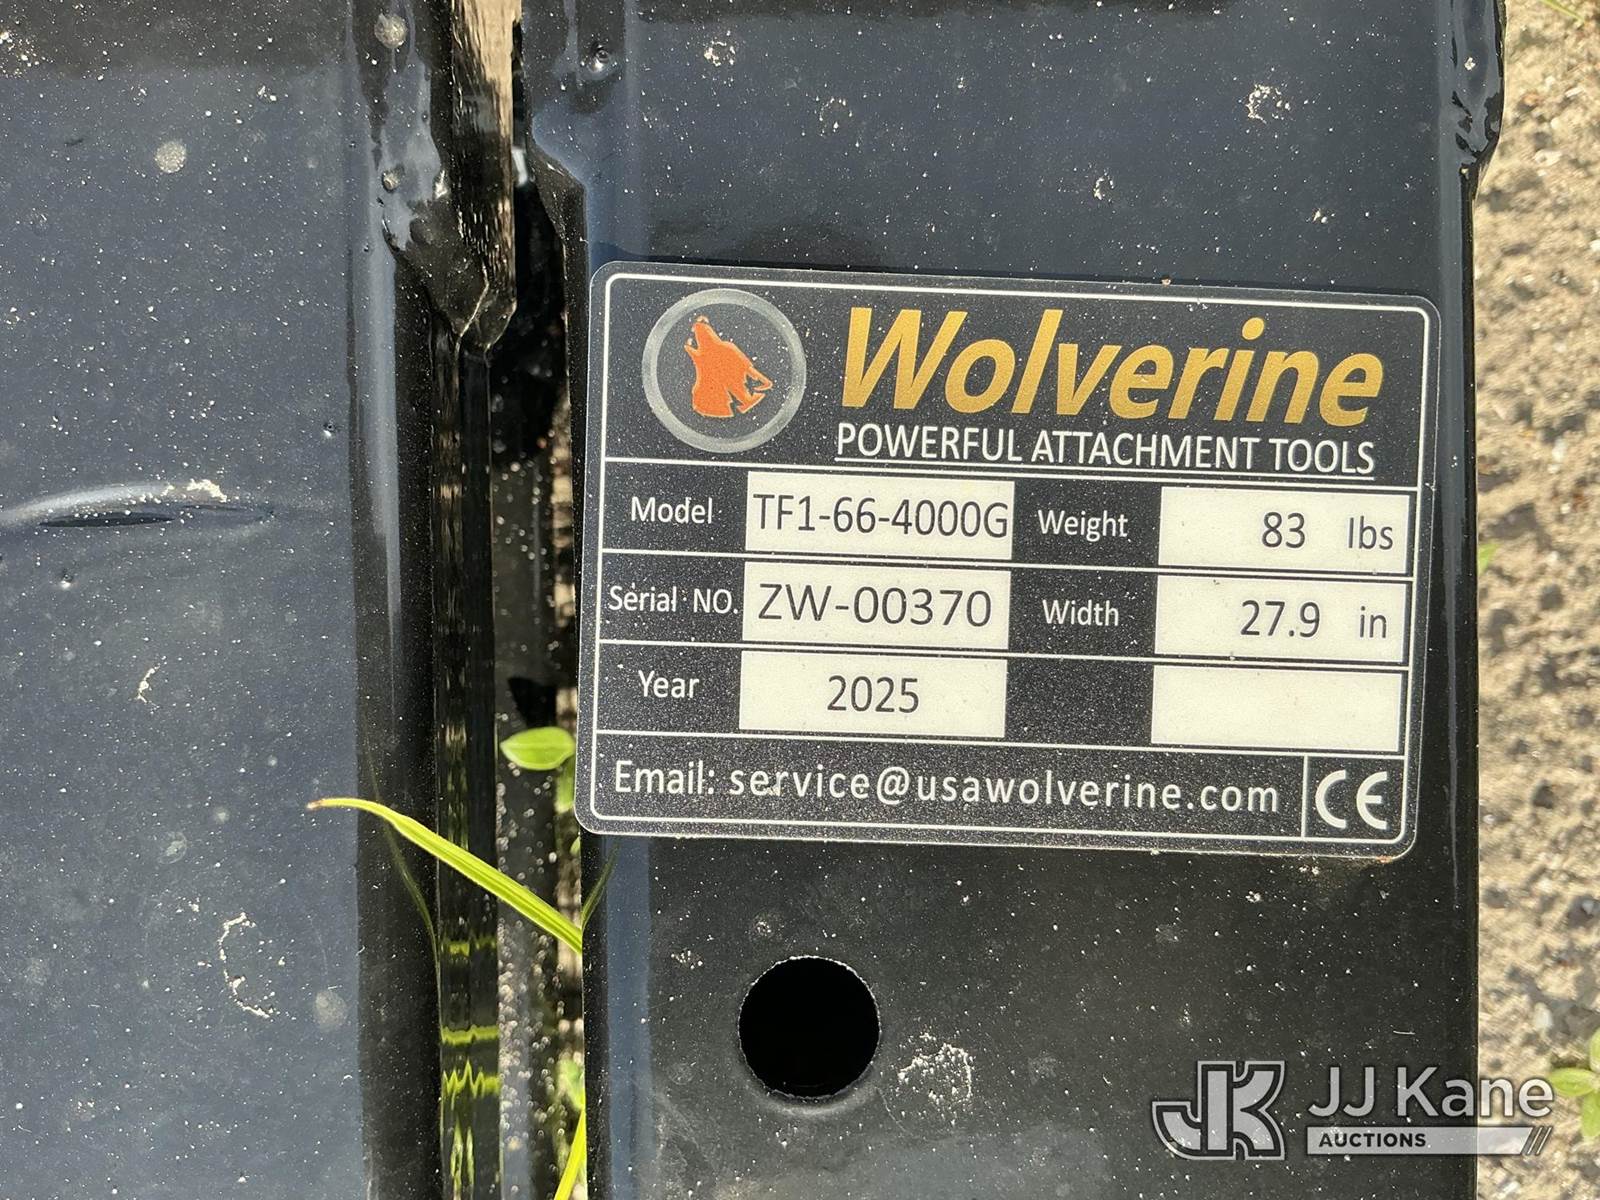 Wolverine
POWERFUL ATTACHMENT TOOLS
Model TF1-66-4000G Weight 83 lbs
Serial NO. ZW-00370 Width 27.9 in
Year 2025
Email: service@usawolverine.com CE
JK JJ Kane
AUCTIONS